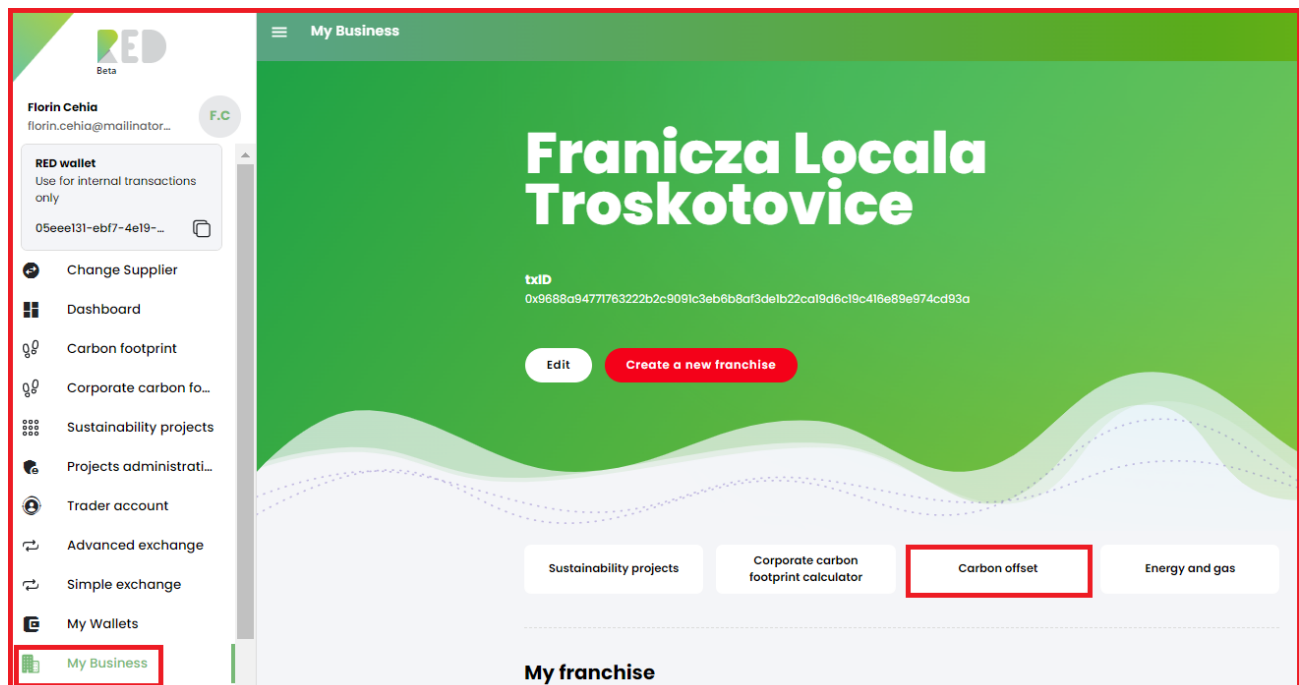 RED
Beta
Florin Cehia
florin.cehia@mailinator...
F.C
RED wallet
Use for internal transactions
only
05eee131-ebf7-4e19-...
Change Supplier
Dashboard
Carbon footprint
Corporate carbon fo...
Sustainability projects
Projects administrati...
Trader account
Advanced exchange
Simple exchange
My Wallets
My Business
My Business
Franicza Locala
Troskotovice
txID
0x9688a94771763222b2c9091c3eb6b8af3de1b22ca19d6c19c416e89e974cd93a
Edit
Create a new franchise
Sustainability projects
Corporate carbon
footprint calculator
Carbon offset
Energy and gas
My franchise